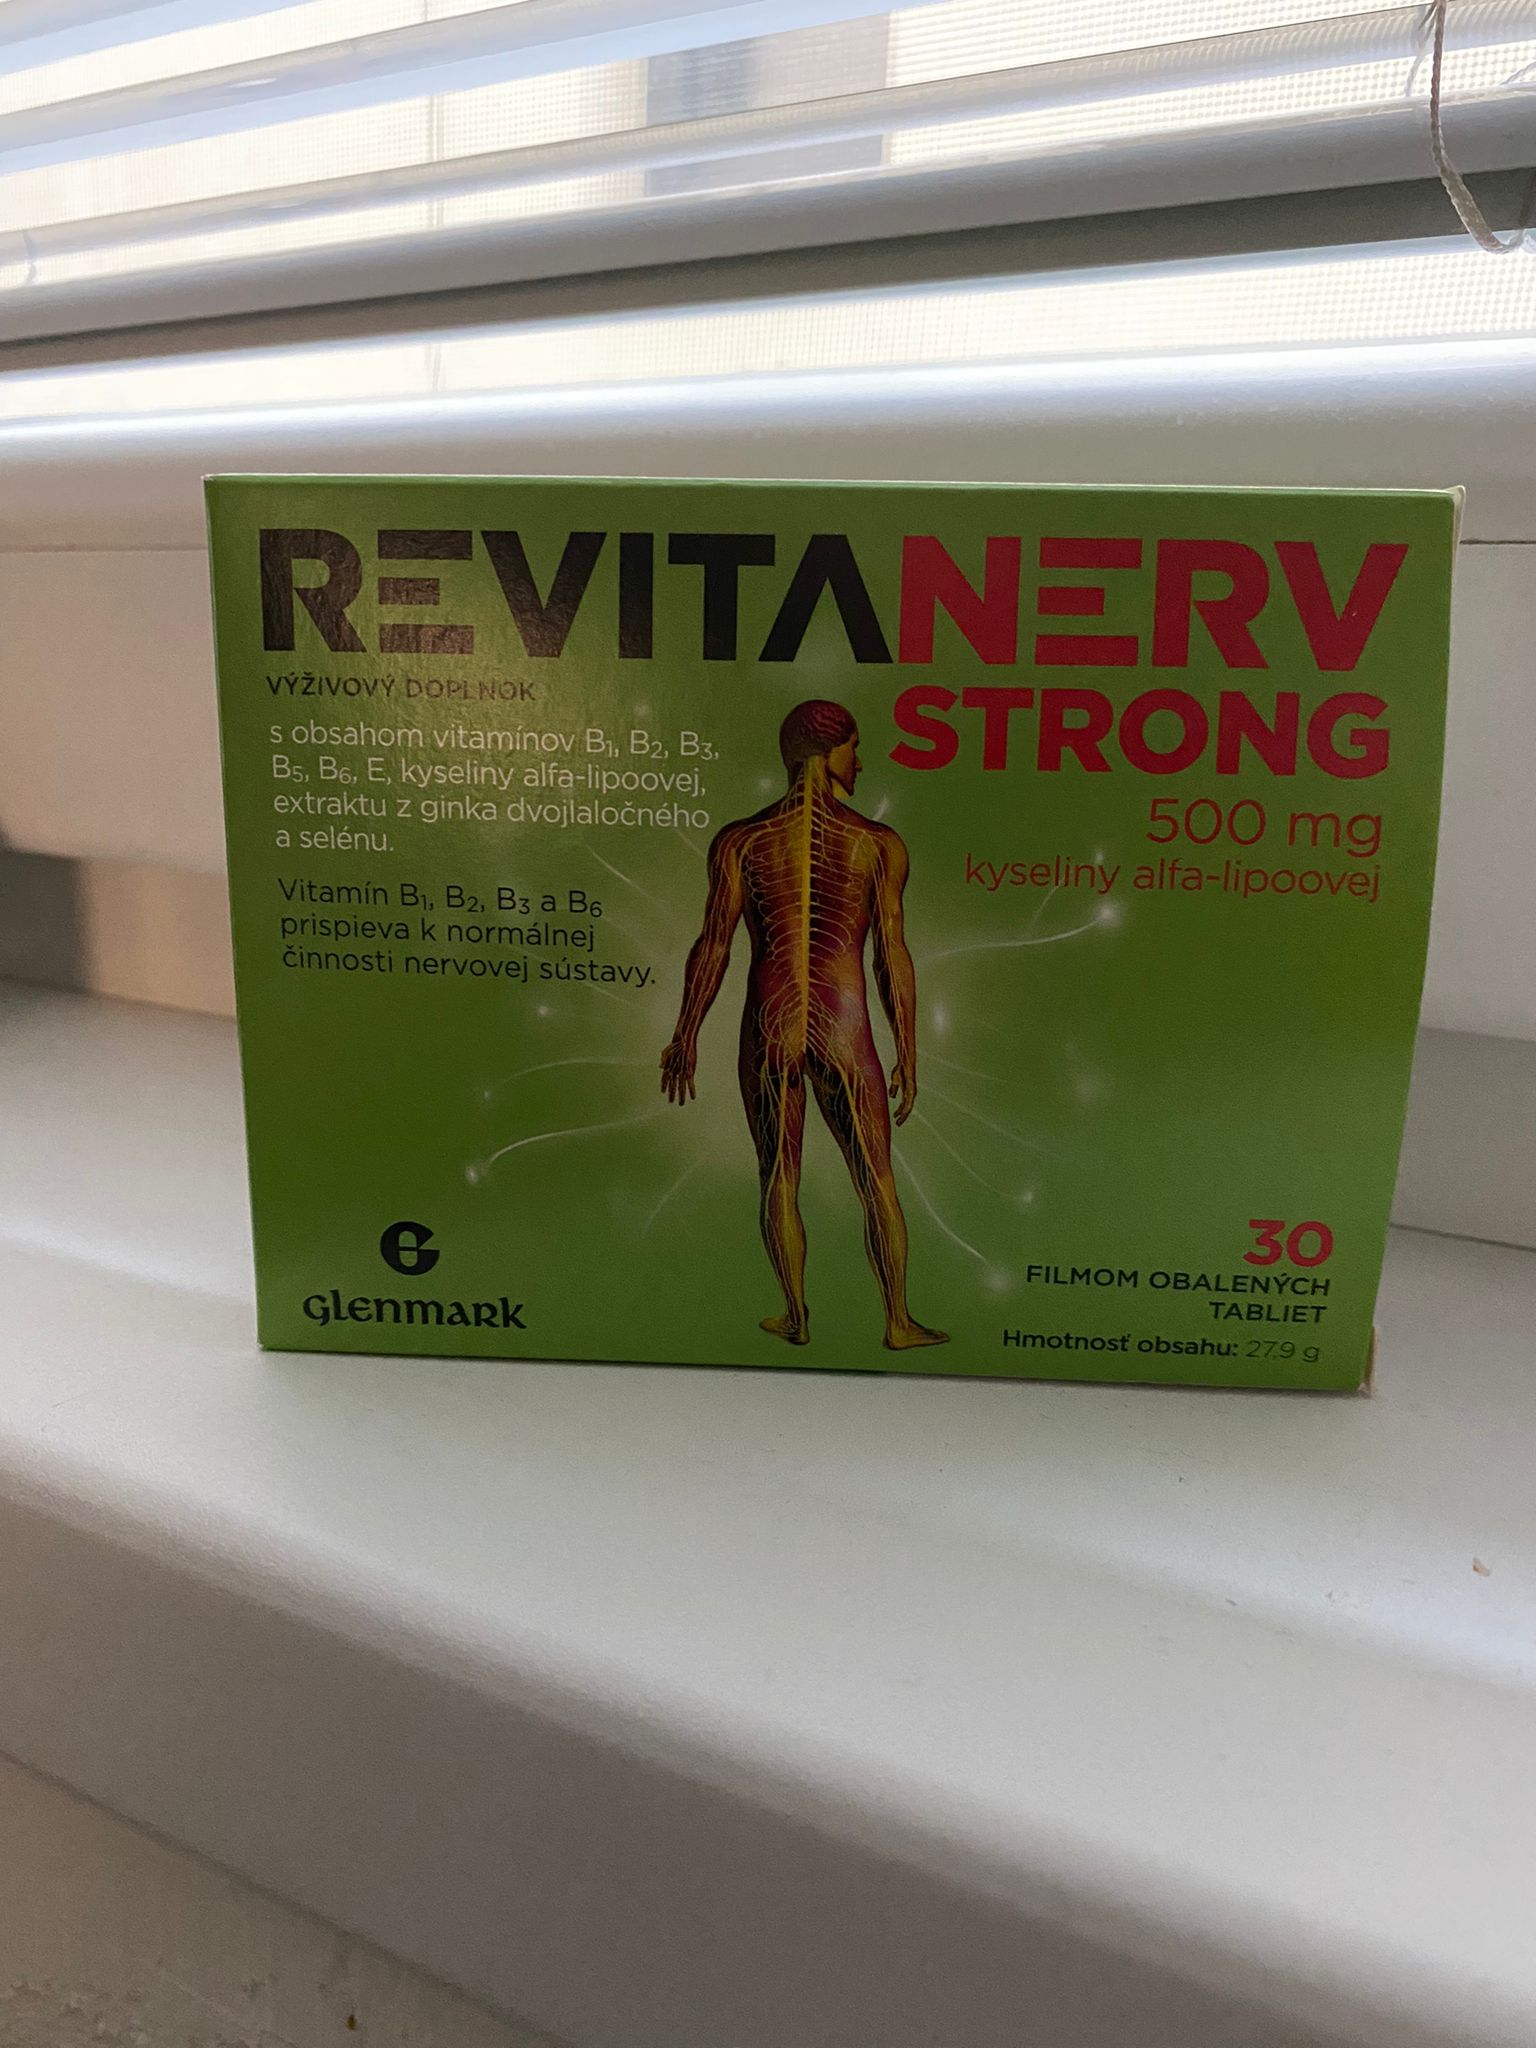 REVITANERV
STRONG
VÝŽIVOVÝ DOPLNOK
s obsahom vitamínov B₁, B₂, B₃,
B₅, B₆, E, kyseliny alfa-lipoovej,
extraktu z ginka dvojlaločného
a selénu.
Vitamín B₁, B₂, B₃ a B₆
prispieva k normálnej
činnosti nervovej sústavy.
500 mg
kyseliny alfa-lipoovej
Glenmark
30
FILMOM OBALENÝCH
TABLIET
Hmotnosť obsahu: 27,9 g